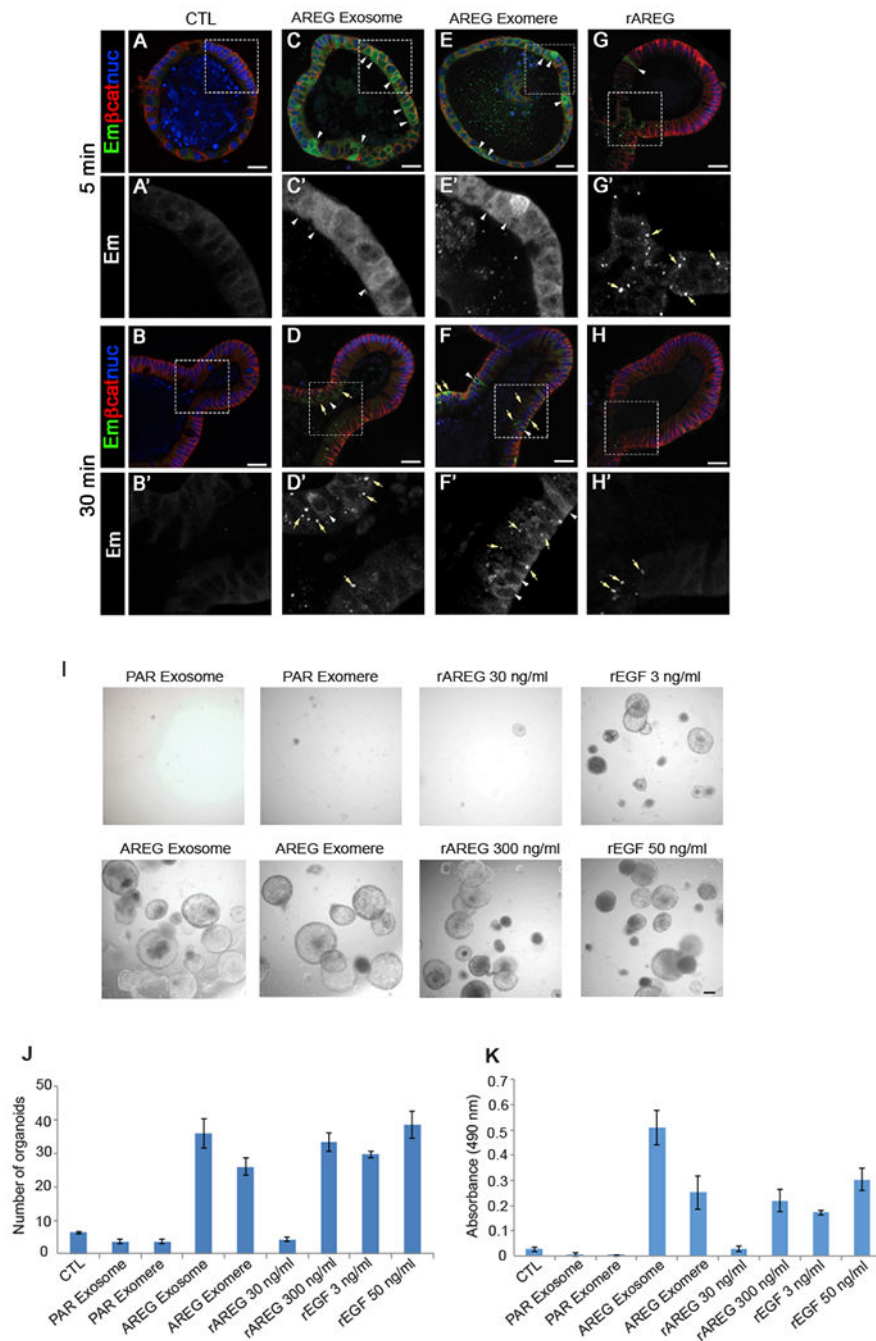 CTL AREG Exosome AREG Exomere rAREG
5 min
Emβcatnuc
A C E G
Em
A' C' E' G'
30 min
Emβcatnuc
B D F H
Em
B' D' F' H'
I
PAR Exosome PAR Exomere rAREG 30 ng/ml rEGF 3 ng/ml
AREG Exosome AREG Exomere rAREG 300 ng/ml rEGF 50 ng/ml
J
Number of organoids
50
40
30
20
10
0
CTL
PAR Exosome
PAR Exomere
AREG Exosome
AREG Exomere
rAREG 30 ng/ml
rAREG 300 ng/ml
rEGF 3 ng/ml
rEGF 50 ng/ml
K
Absorbance (490 nm)
0.7
0.6
0.5
0.4
0.3
0.2
0.1
0
CTL
PAR Exosome
PAR Exomere
AREG Exosome
AREG Exomere
rAREG 30 ng/ml
rAREG 300 ng/ml
rEGF 3 ng/ml
rEGF 50 ng/ml